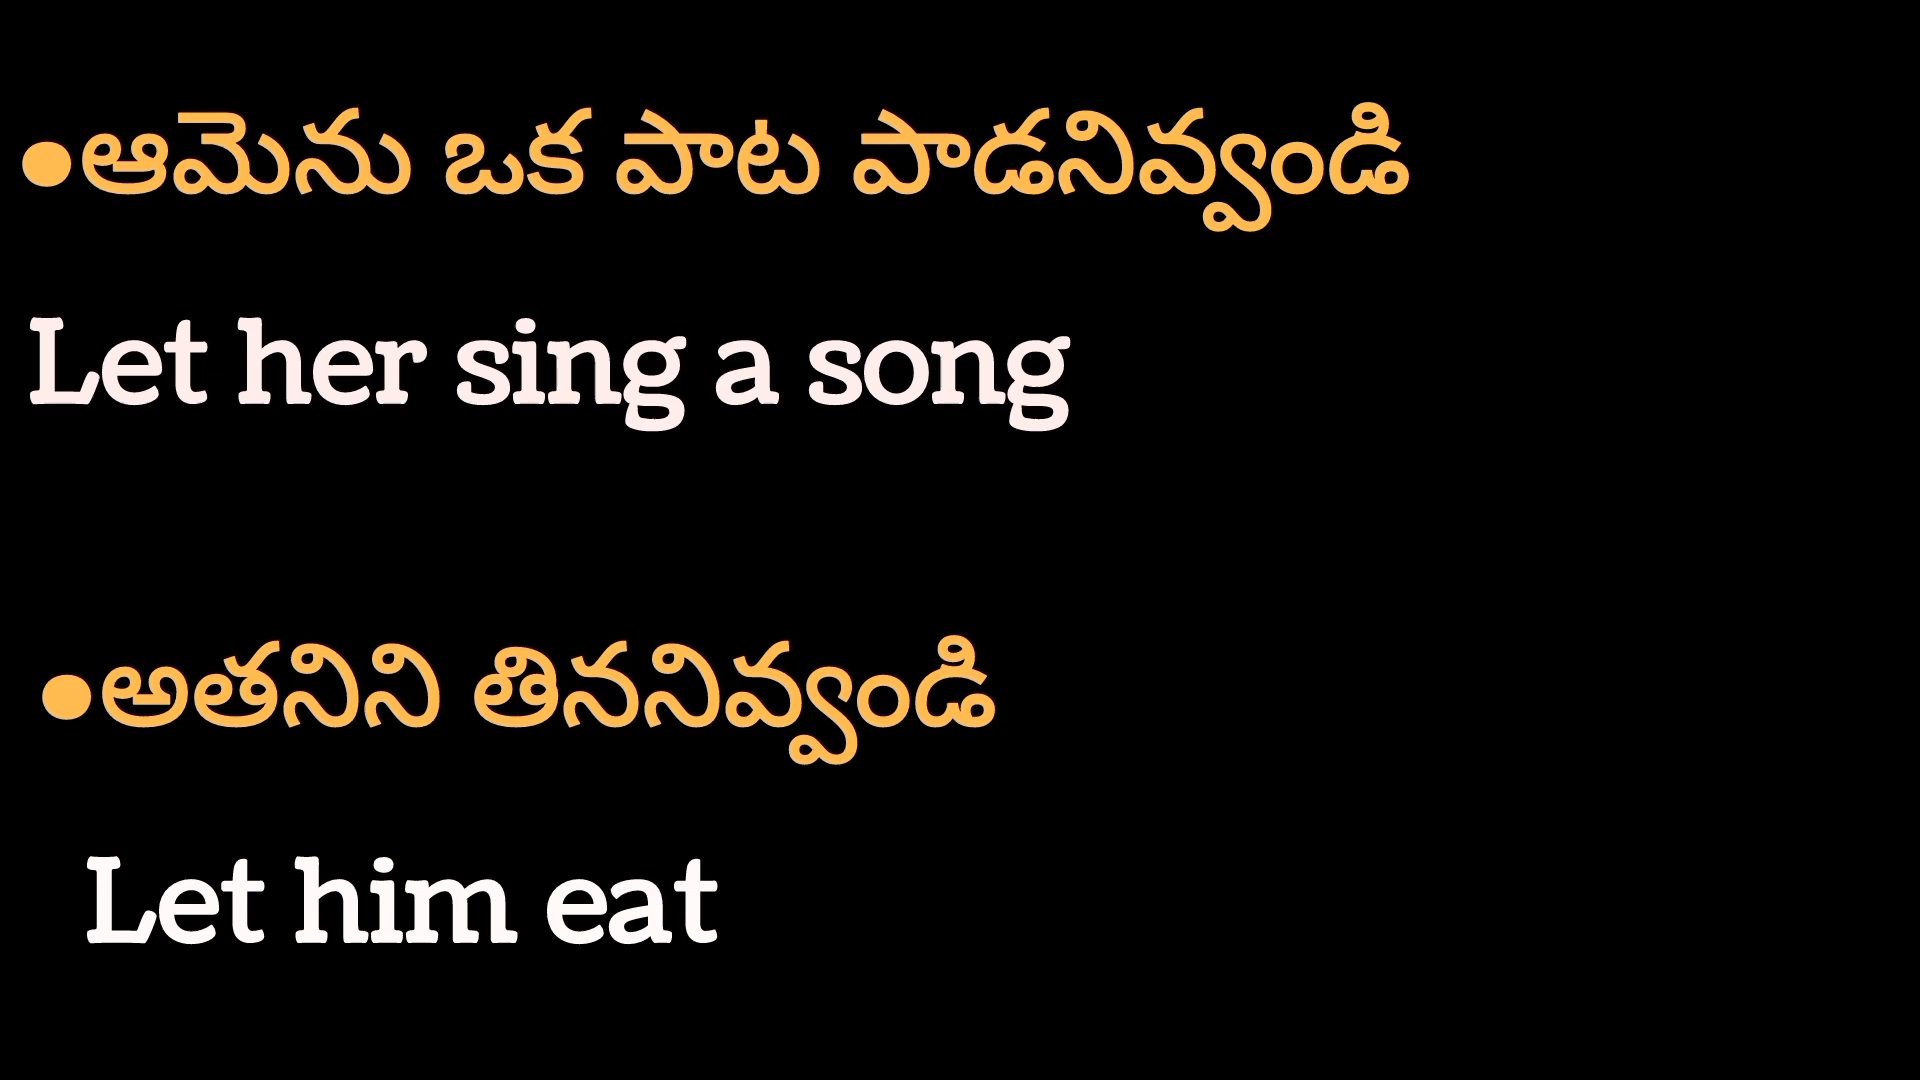 ●ఆమెను ఒక పాట పాడనివ్వండి
Let her sing a song
●అతనిని తిననివ్వండి
Let him eat